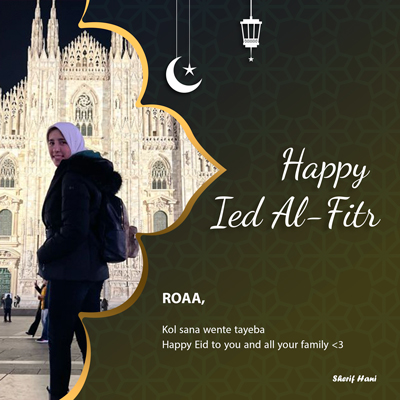 Happy
Ied Al-Fitr
ROAA,
Kol sana wente tayeba
Happy Eid to you and all your family <3
Sherif Hani